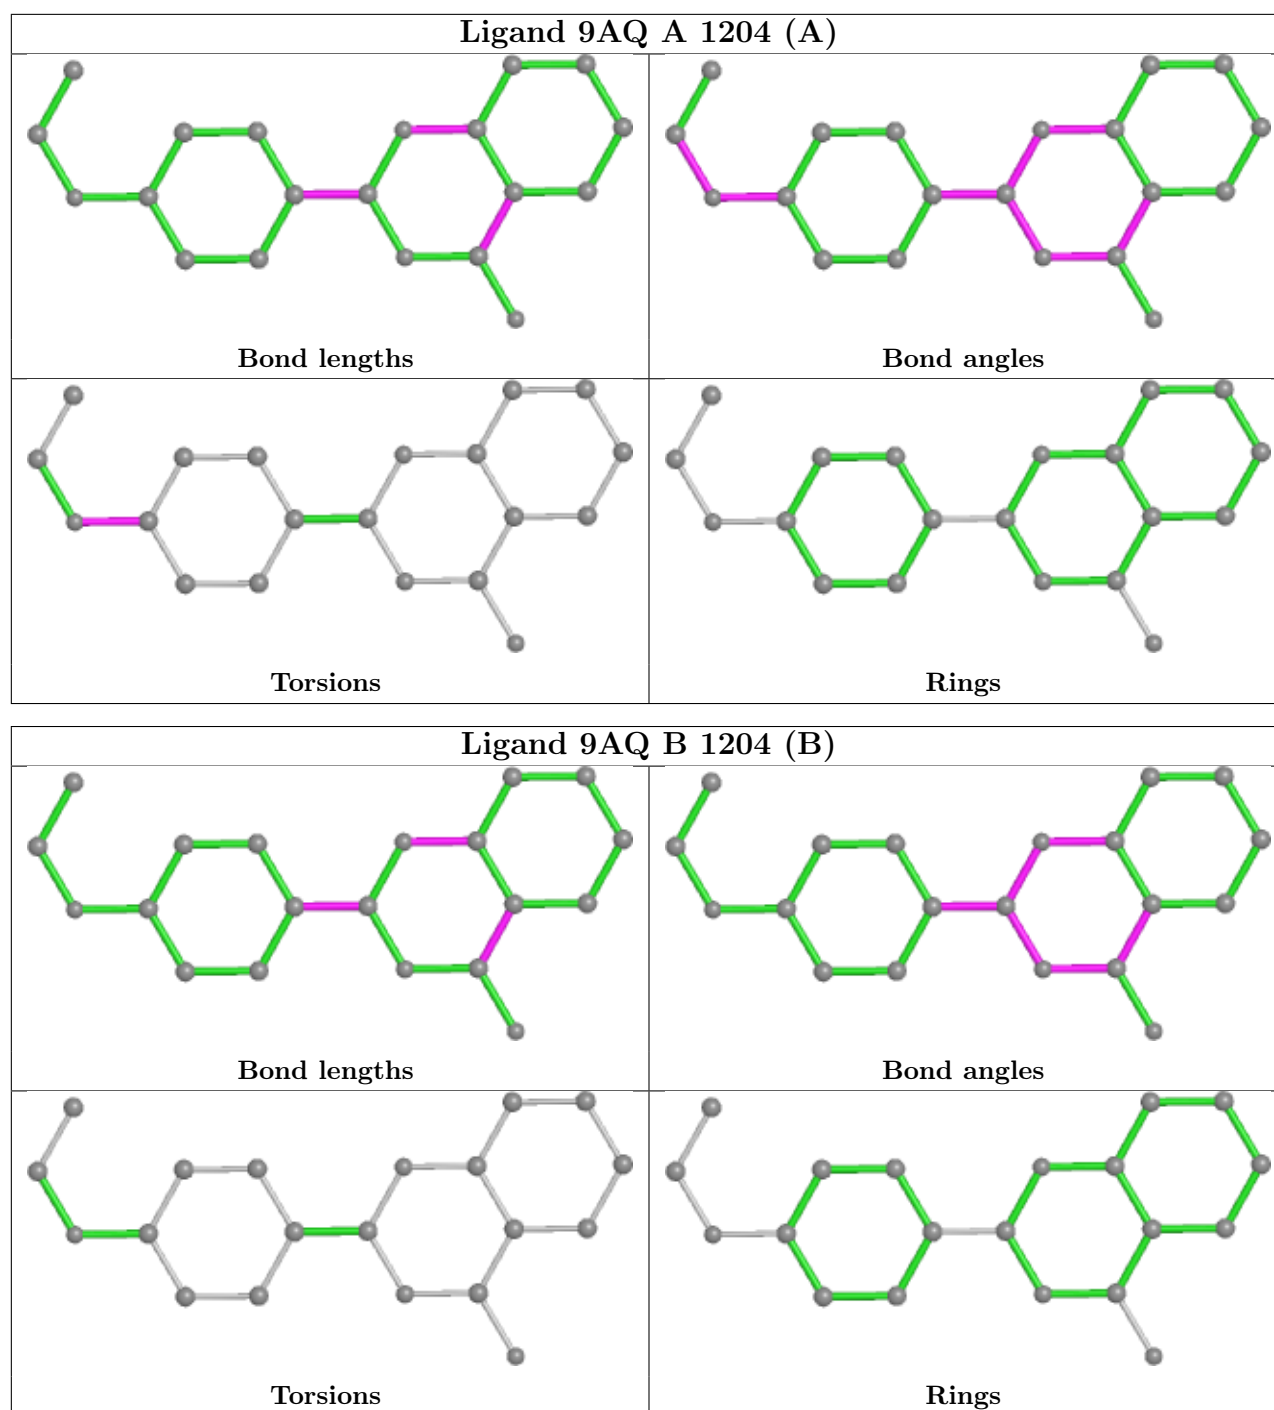 Ligand 9AQ A 1204 (A)
Bond lengths
Bond angles
Torsions
Rings
Ligand 9AQ B 1204 (B)
Bond lengths
Bond angles
Torsions
Rings